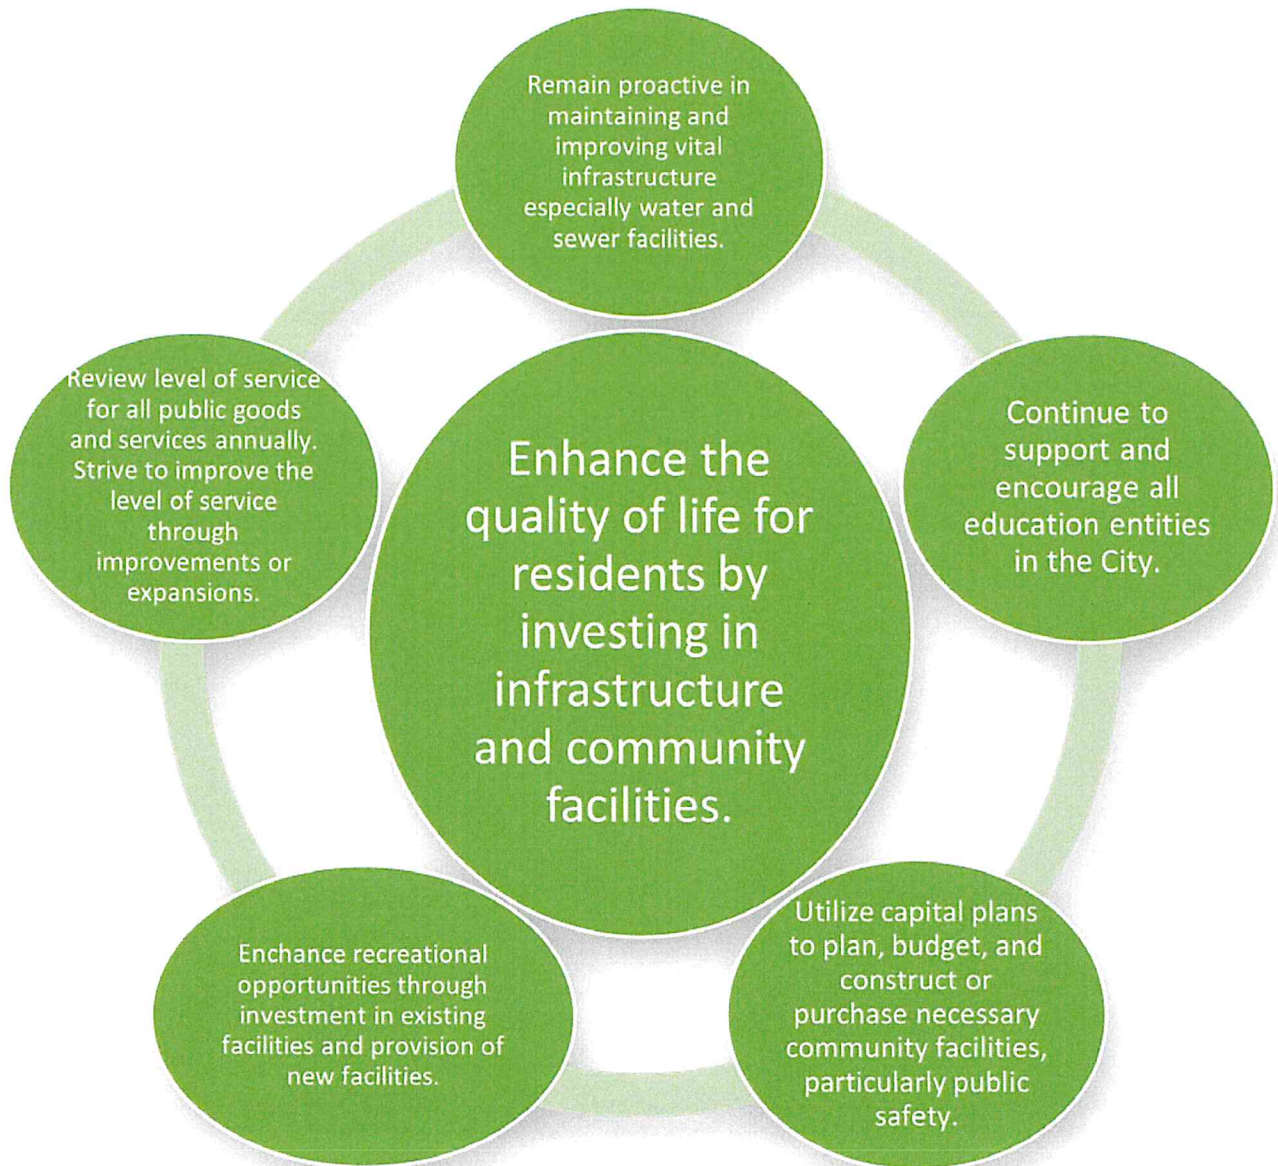 Remain proactive in
maintaining and
improving vital
infrastructure
especially water and
sewer facilities.
Review level of service
for all public goods
and services annually.
Strive to improve the
level of service
through
improvements or
expansions.
Enhance the
quality of life for
residents by
investing in
infrastructure
and community
facilities.
Continue to
support and
encourage all
education entities
in the City.
Enchance recreational
opportunities through
investment in existing
facilities and provision of
new facilities.
Utilize capital plans
to plan, budget, and
construct or
purchase necessary
community facilities,
particularly public
safety.